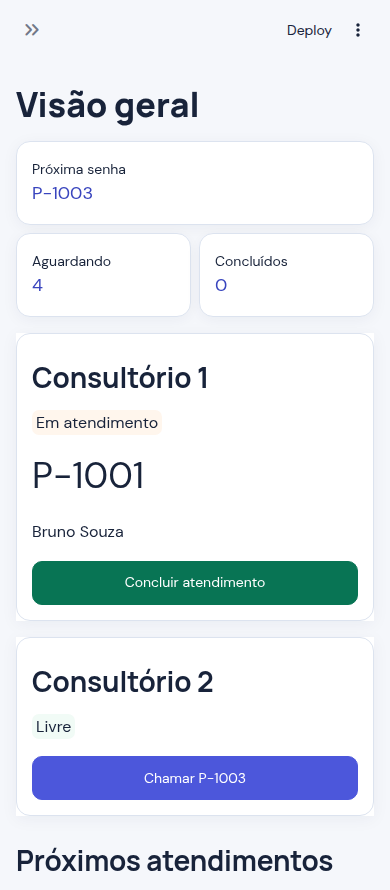 Deploy
Visão geral
Próxima senha
P-1003
Aguardando
4
Concluídos
0
Consultório 1
Em atendimento
P-1001
Bruno Souza
Concluir atendimento
Consultório 2
Livre
Chamar P-1003
Próximos atendimentos